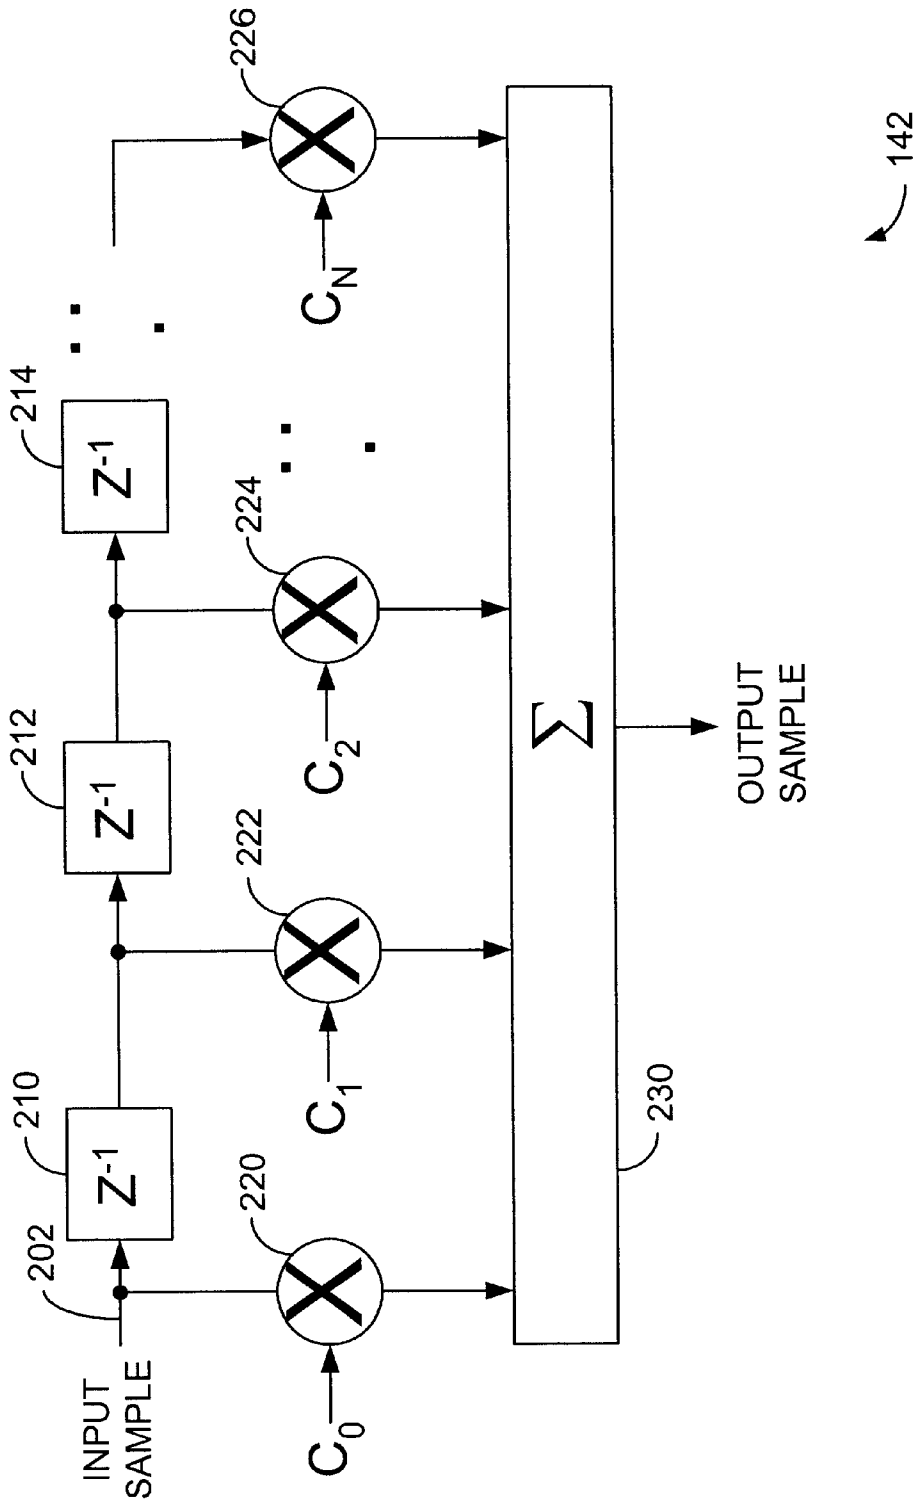 INPUT
SAMPLE
202
210
Z-1
212
Z-1
214
Z-1
220
222
224
226
C0
C1
C2
CN
Σ
230
OUTPUT
SAMPLE
142